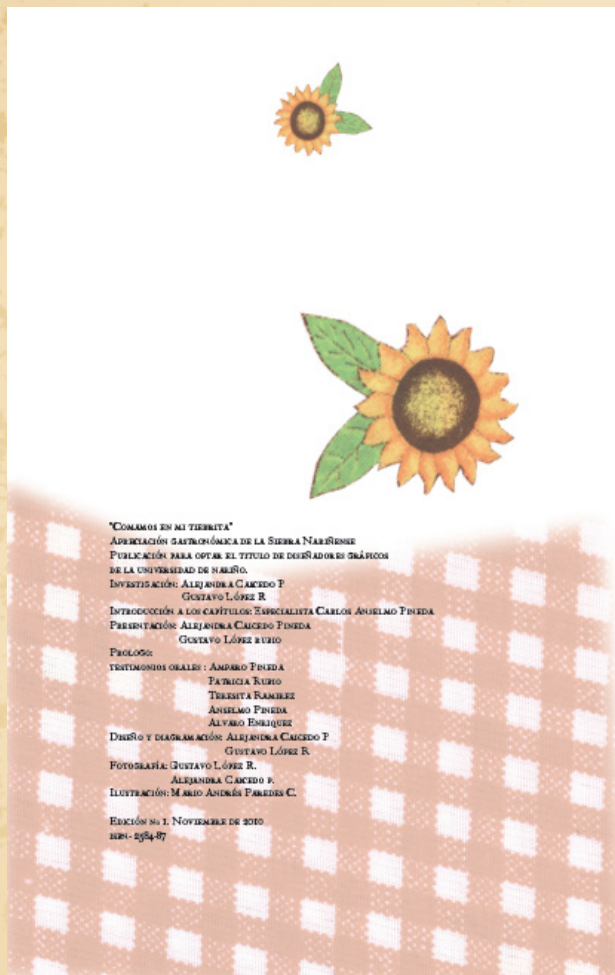 "Comamos en mi tierrita"
Apreciación gastronómica de la Sierra Nariñense
Publicación para optar el titulo de diseñadores gráficos
de la universidad de nariño.
Investigación: Alejandra Caicedo P
Gustavo López R
Introducción a los capítulos: Especialista Carlos Anselmo Pineda
Presentación: Alejandra Caicedo Pineda
Gustavo López rubio
Prologo:
testimonios orales : Amparo Pineda
Patricia Rubio
Teresita Ramirez
Anselmo Pineda
Alvaro Enriquez
Diseño y diagramación: Alejandra Caicedo P
Gustavo López R
Fotografía: Gustavo López R.
Alejandra Caicedo p.
Ilustración: Mario Andrés Paredes C.
Edición No 1. Noviembre de 2010
isbn- 2584-87